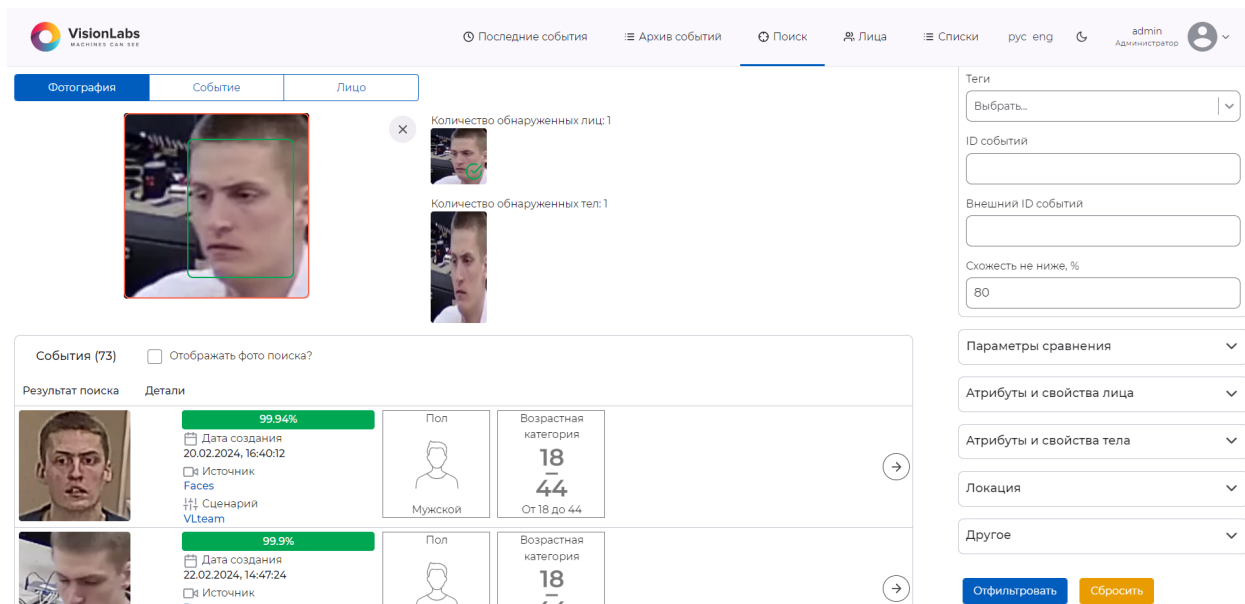 VisionLabs
MACHINES CAN SEE
Последние события
Архив событий
Поиск
Лица
Списки
рус eng
admin
Администратор
Фотография
Событие
Лицо
Количество обнаруженных лиц: 1
Количество обнаруженных тел: 1
Теги
Выбрать...
ID событий
Внешний ID событий
Схожесть не ниже, %
80
Параметры сравнения
Атрибуты и свойства лица
Атрибуты и свойства тела
Локация
Другое
Отфильтровать
Сбросить
События (73)
Отображать фото поиска?
Результат поиска
Детали
99.94%
Дата создания
20.02.2024, 16:40:12
Источник
Faces
Сценарий
VLteam
Пол
Мужской
Возрастная
категория
18
44
От 18 до 44
99.9%
Дата создания
22.02.2024, 14:47:24
Источник
Пол
Возрастная
категория
18